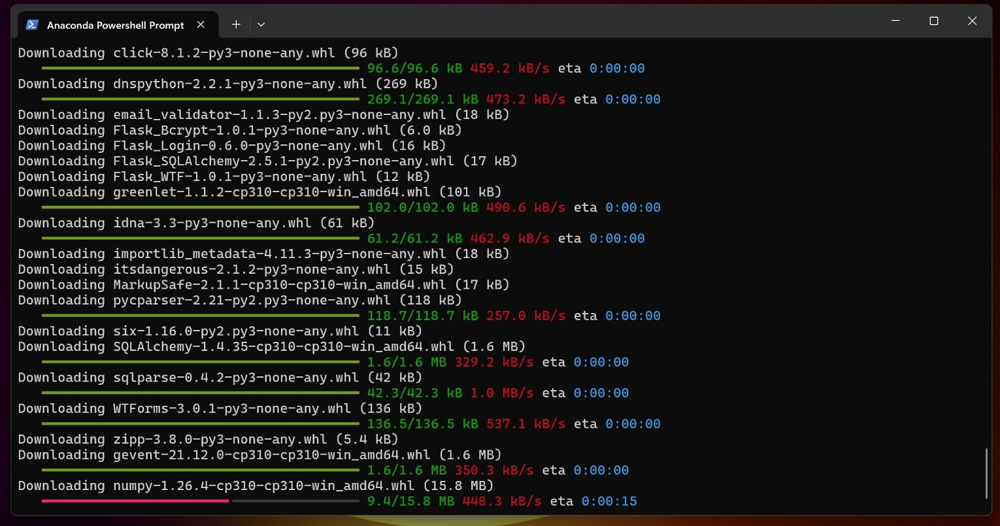 Anaconda Powershell Prompt
Downloading click-8.1.2-py3-none-any.whl (96 kB)
96.6/96.6 kB 459.2 kB/s eta 0:00:00
Downloading dnspython-2.2.1-py3-none-any.whl (269 kB)
269.1/269.1 kB 473.2 kB/s eta 0:00:00
Downloading email_validator-1.1.3-py2.py3-none-any.whl (18 kB)
Downloading Flask_Bcrypt-1.0.1-py3-none-any.whl (6.0 kB)
Downloading Flask_Login-0.6.0-py3-none-any.whl (16 kB)
Downloading Flask_SQLAlchemy-2.5.1-py2.py3-none-any.whl (17 kB)
Downloading Flask_WTF-1.0.1-py3-none-any.whl (12 kB)
Downloading greenlet-1.1.2-cp310-cp310-win_amd64.whl (101 kB)
102.0/102.0 kB 490.6 kB/s eta 0:00:00
Downloading idna-3.3-py3-none-any.whl (61 kB)
61.2/61.2 kB 462.9 kB/s eta 0:00:00
Downloading importlib_metadata-4.11.3-py3-none-any.whl (18 kB)
Downloading itsdangerous-2.1.2-py3-none-any.whl (15 kB)
Downloading MarkupSafe-2.1.1-cp310-cp310-win_amd64.whl (17 kB)
Downloading pycparser-2.21-py2.py3-none-any.whl (118 kB)
118.7/118.7 kB 257.0 kB/s eta 0:00:00
Downloading six-1.16.0-py2.py3-none-any.whl (11 kB)
Downloading SQLAlchemy-1.4.35-cp310-cp310-win_amd64.whl (1.6 MB)
1.6/1.6 MB 329.2 kB/s eta 0:00:00
Downloading sqlparse-0.4.2-py3-none-any.whl (42 kB)
42.3/42.3 kB 1.0 MB/s eta 0:00:00
Downloading WTForms-3.0.1-py3-none-any.whl (136 kB)
136.5/136.5 kB 537.1 kB/s eta 0:00:00
Downloading zipp-3.8.0-py3-none-any.whl (5.4 kB)
Downloading gevent-21.12.0-cp310-cp310-win_amd64.whl (1.6 MB)
1.6/1.6 MB 350.3 kB/s eta 0:00:00
Downloading numpy-1.26.4-cp310-cp310-win_amd64.whl (15.8 MB)
9.4/15.8 MB 448.3 kB/s eta 0:00:15